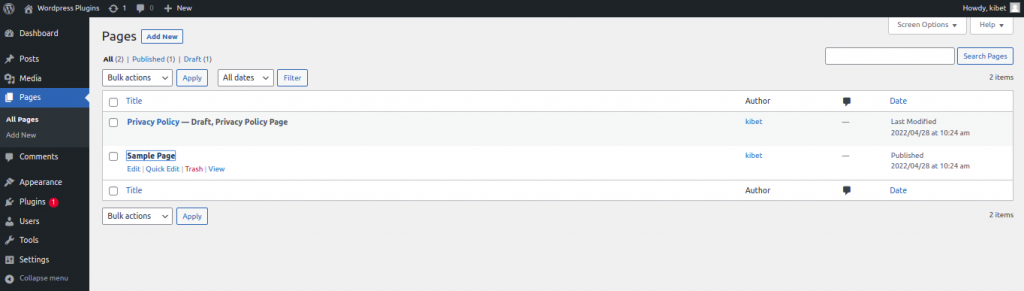 Wordpress Plugins 1 0 New Howdy, kibet
Screen Options Help
Dashboard
Posts
Media
Pages
All Pages
Add New
Comments
Appearance
Plugins 1
Users
Tools
Settings
Collapse menu
Pages Add New
All (2) | Published (1) | Draft (1)
Search Pages
Bulk actions Apply All dates Filter 2 items
Title Author Date
Privacy Policy — Draft, Privacy Policy Page kibet — Last Modified
2022/04/28 at 10:24 am
Sample Page kibet — Published
Edit | Quick Edit | Trash | View 2022/04/28 at 10:24 am
Title Author Date
Bulk actions Apply 2 items